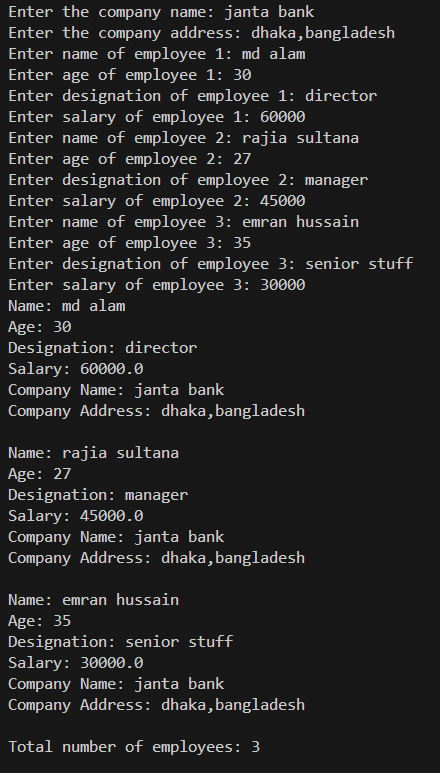 Enter the company name: janta bank
Enter the company address: dhaka,bangladesh
Enter name of employee 1: md alam
Enter age of employee 1: 30
Enter designation of employee 1: director
Enter salary of employee 1: 60000
Enter name of employee 2: rajia sultana
Enter age of employee 2: 27
Enter designation of employee 2: manager
Enter salary of employee 2: 45000
Enter name of employee 3: emran hussain
Enter age of employee 3: 35
Enter designation of employee 3: senior stuff
Enter salary of employee 3: 30000
Name: md alam
Age: 30
Designation: director
Salary: 60000.0
Company Name: janta bank
Company Address: dhaka,bangladesh

Name: rajia sultana
Age: 27
Designation: manager
Salary: 45000.0
Company Name: janta bank
Company Address: dhaka,bangladesh

Name: emran hussain
Age: 35
Designation: senior stuff
Salary: 30000.0
Company Name: janta bank
Company Address: dhaka,bangladesh

Total number of employees: 3